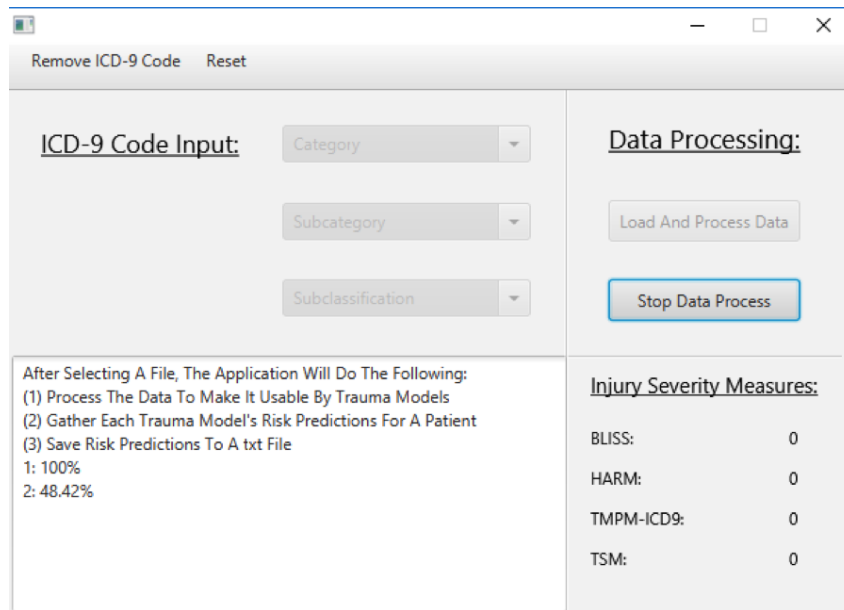 Remove ICD-9 Code Reset
ICD-9 Code Input:
Category
Subcategory
Subclassification
Data Processing:
Load And Process Data
Stop Data Process
After Selecting A File, The Application Will Do The Following:
(1) Process The Data To Make It Usable By Trauma Models
(2) Gather Each Trauma Model's Risk Predictions For A Patient
(3) Save Risk Predictions To A txt File
1: 100%
2: 48.42%
Injury Severity Measures:
BLISS: 0
HARM: 0
TMPM-ICD9: 0
TSM: 0